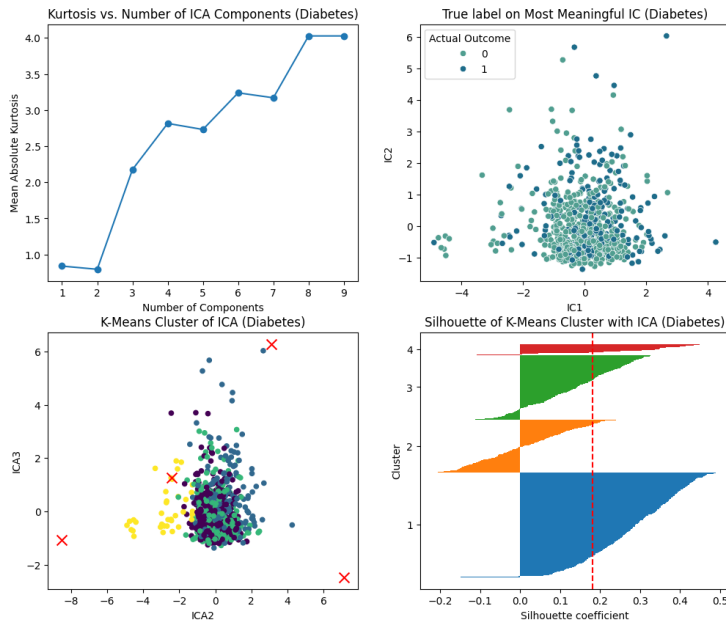 Kurtosis vs. Number of ICA Components (Diabetes)
Mean Absolute Kurtosis
4.0
3.5
3.0
2.5
2.0
1.5
1.0
1 2 3 4 5 6 7 8 9
Number of Components
True label on Most Meaningful IC (Diabetes)
Actual Outcome
0
1
IC2
6
5
4
3
2
1
0
−1
−4 −2 0 2 4
IC1
K-Means Cluster of ICA (Diabetes)
ICA3
6
4
2
0
−2
−8 −6 −4 −2 0 2 4 6
ICA2
Silhouette of K-Means Cluster with ICA (Diabetes)
Cluster
4
3
2
1
−0.2 −0.1 0.0 0.1 0.2 0.3 0.4 0.5
Silhouette coefficient